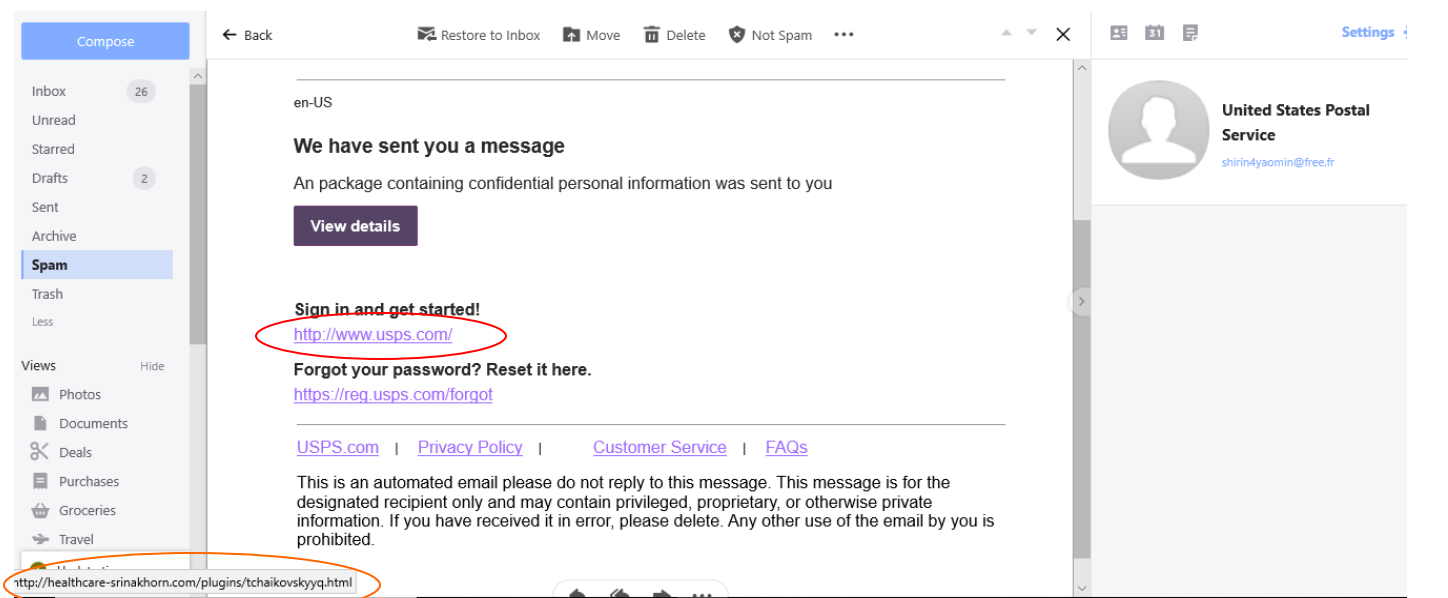 Compose
Back
Restore to Inbox
Move
Delete
Not Spam
31
Settings
Inbox 26
Unread
Starred
Drafts 2
Sent
Archive
Spam
Trash
Less
Views Hide
Photos
Documents
Deals
Purchases
Groceries
Travel
http://healthcare-srinakhorn.com/plugins/tchaikovskyyq.html
en-US
We have sent you a message
An package containing confidential personal information was sent to you
View details
Sign in and get started!
http://www.usps.com/
Forgot your password? Reset it here.
https://reg.usps.com/forgot
USPS.com | Privacy Policy | Customer Service | FAQs
This is an automated email please do not reply to this message. This message is for the
designated recipient only and may contain privileged, proprietary, or otherwise private
information. If you have received it in error, please delete. Any other use of the email by you is
prohibited.
United States Postal
Service
shirin4yaomin@free.fr